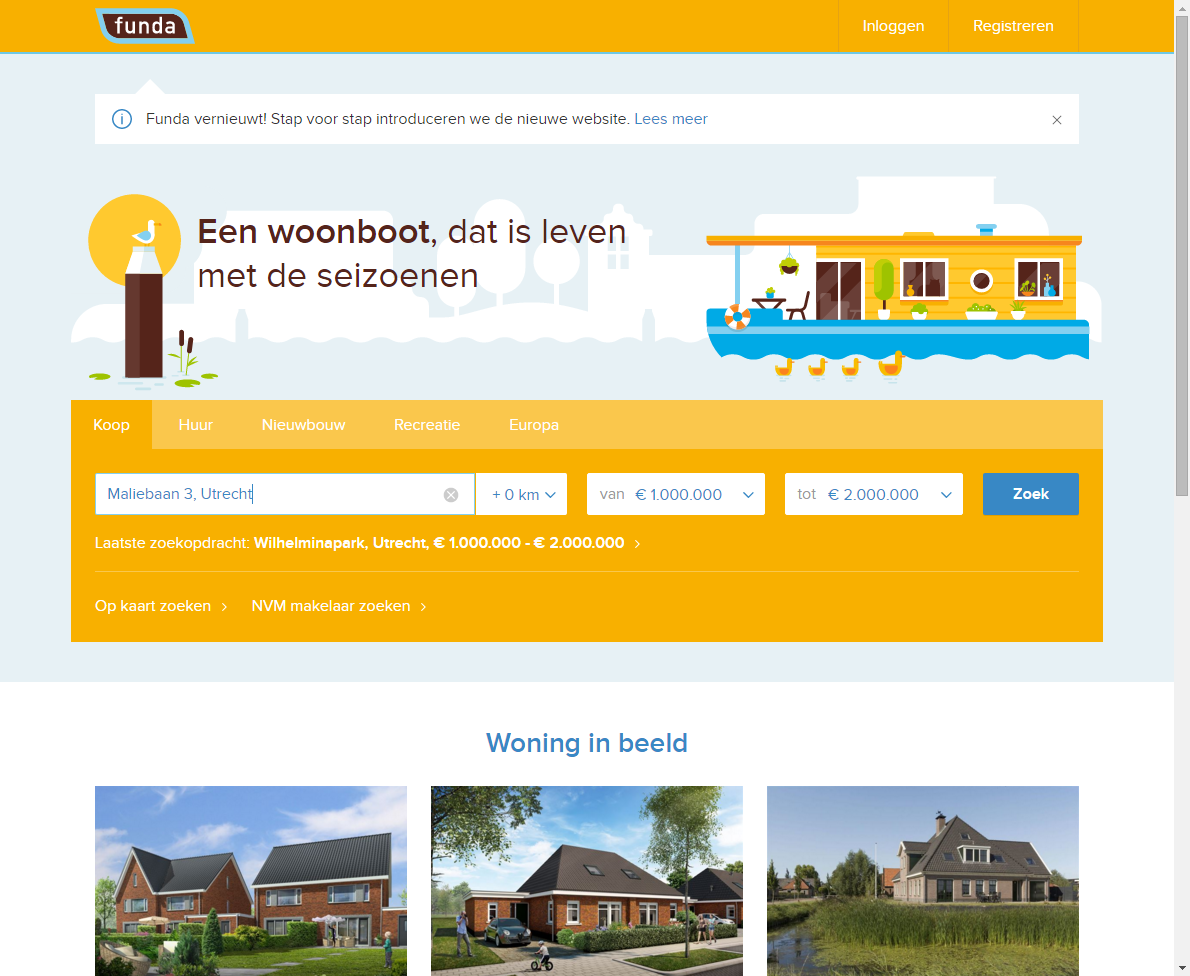 funda
Inloggen
Registreren
Funda vernieuwt! Stap voor stap introduceren we de nieuwe website. Lees meer
Een woonboot, dat is leven
met de seizoenen
Koop
Huur
Nieuwbouw
Recreatie
Europa
Maliebaan 3, Utrecht
+ 0 km
van € 1.000.000
tot € 2.000.000
Zoek
Laatste zoekopdracht: Wilhelminapark, Utrecht, € 1.000.000 - € 2.000.000
Op kaart zoeken
NVM makelaar zoeken
Woning in beeld